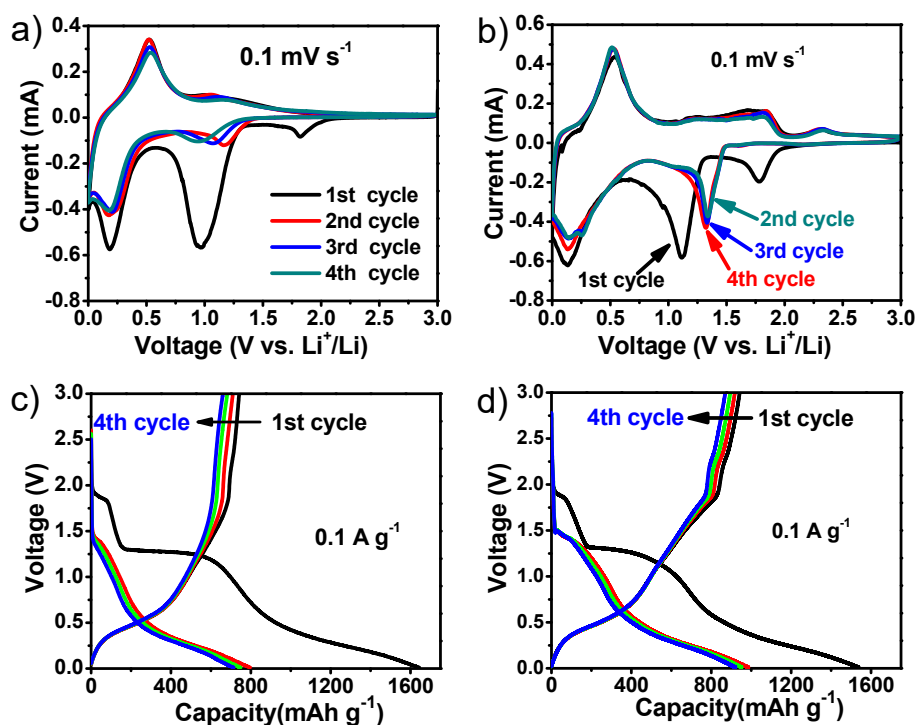 a)
0.1 mV s⁻¹
0.4
0.2
0.0
-0.2
-0.4
-0.6
-0.8
Current (mA)
1st cycle
2nd cycle
3rd cycle
4th cycle
0.0 0.5 1.0 1.5 2.0 2.5 3.0
Voltage (V vs. Li⁺/Li)
b)
0.1 mV s⁻¹
0.6
0.4
0.2
0.0
-0.2
-0.4
-0.6
-0.8
Current (mA)
2nd cycle
3rd cycle
1st cycle
4th cycle
0.0 0.5 1.0 1.5 2.0 2.5 3.0
Voltage (V vs. Li⁺/Li)
c)
3.0
2.5
2.0
1.5
1.0
0.5
0.0
Voltage (V)
4th cycle
1st cycle
0.1 A g⁻¹
0 400 800 1200 1600
Capacity(mAh g⁻¹)
d)
3.0
2.5
2.0
1.5
1.0
0.5
0.0
Voltage (V)
4th cycle
1st cycle
0.1 A g⁻¹
0 400 800 1200 1600
Capacity(mAh g⁻¹)